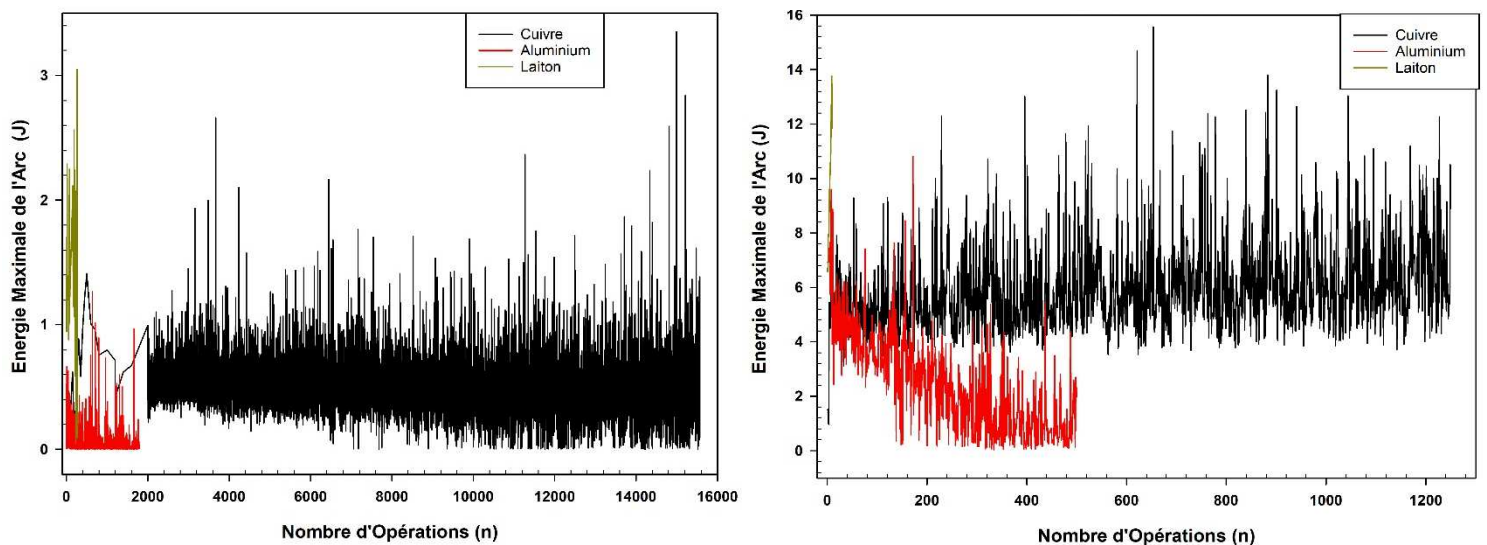 Energie Maximale de l'Arc (J)
3
2
1
0
Cuivre
Aluminium
Laiton
0 2000 4000 6000 8000 10000 12000 14000 16000
Nombre d'Opérations (n)
Energie Maximale de l'Arc (J)
16
14
12
10
8
6
4
2
0
Cuivre
Aluminium
Laiton
0 200 400 600 800 1000 1200
Nombre d'Opérations (n)